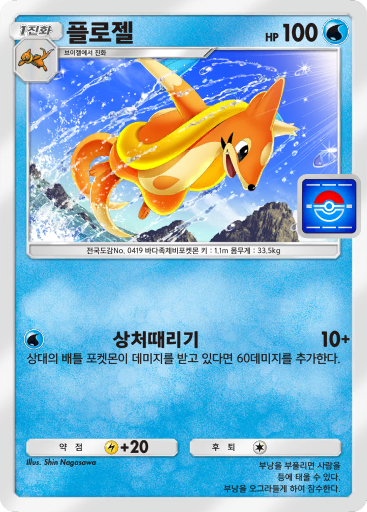 1진화
플로젤
HP 100
브이젤에서 진화
전국도감No. 0419 바다족제비포켓몬 키 : 1.1m 몸무게 : 33.5kg
상처때리기 10+
상대의 배틀 포켓몬이 데미지를 받고 있다면 60데미지를 추가한다.
약 점 +20 후 퇴
Illus. Shin Nagasawa
부낭을 부풀리면 사람을
등에 태울 수 있다.
부낭을 오그라들게 하여 잠수한다.